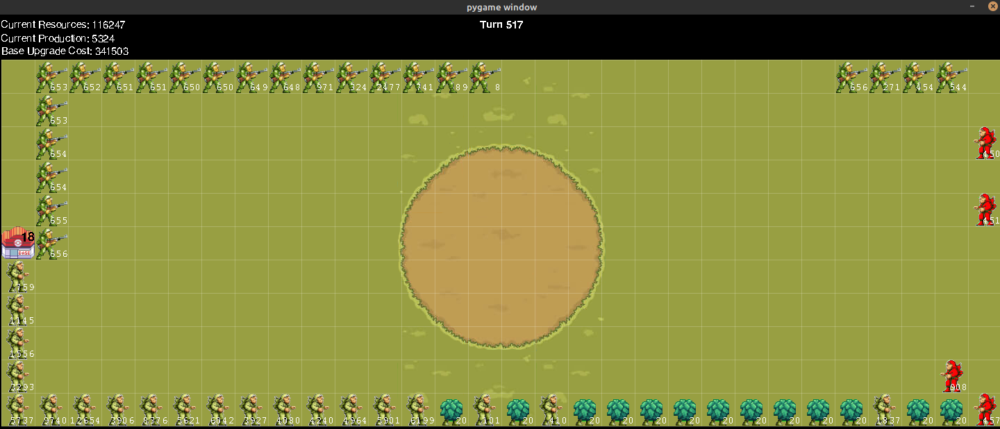 pygame window
Current Resources: 116247
Turn 517
Current Production: 5324
Base Upgrade Cost: 341503
653 652 651 651 650 650 649 648 971 324 2477 741 89 8 656 271 454 544
653
654 450
654
655 451
18
BASE
656
759
1145
1556
3293 908
5737 9740 12654 3906 8376 5621 6042 3927 4080 4240 4964 5901 6199 20 101 20 410 20 20 20 20 20 20 20 20 20 1837 20 20 457